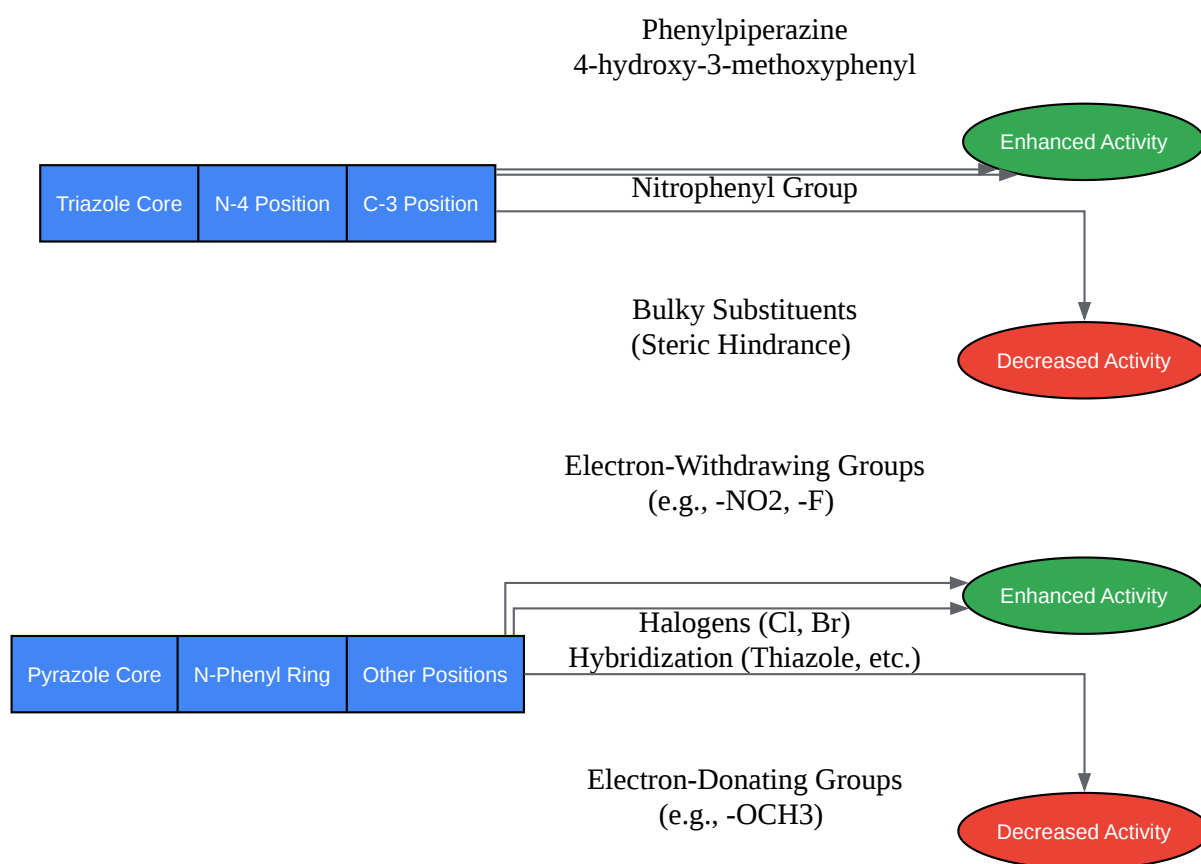 Phenylpiperazine
4-hydroxy-3-methoxyphenyl
Enhanced Activity
Triazole Core
N-4 Position
C-3 Position
Nitrophenyl Group
Bulky Substituents
(Steric Hindrance)
Decreased Activity
Electron-Withdrawing Groups
(e.g., -NO2, -F)
Enhanced Activity
Halogens (Cl, Br)
Hybridization (Thiazole, etc.)
Pyrazole Core
N-Phenyl Ring
Other Positions
Electron-Donating Groups
(e.g., -OCH3)
Decreased Activity